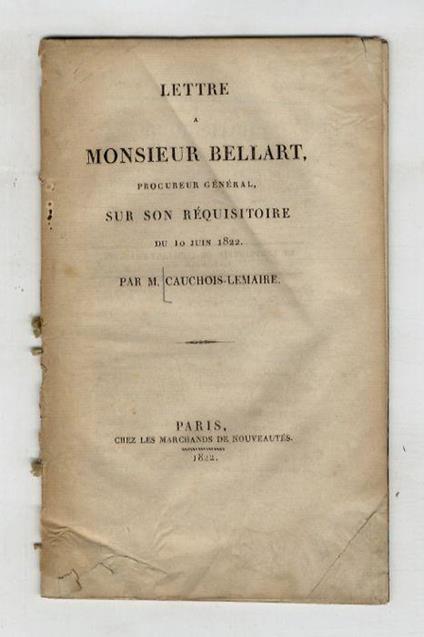 LETTRE
A
MONSIEUR BELLART,
PROCUREUR GÉNÉRAL,
SUR SON RÉQUISITOIRE
DU 10 JUIN 1822.
PAR M. CAUCHOIS-LEMAIRE.
PARIS,
CHEZ LES MARCHANDS DE NOUVEAUTÉS.
1822.